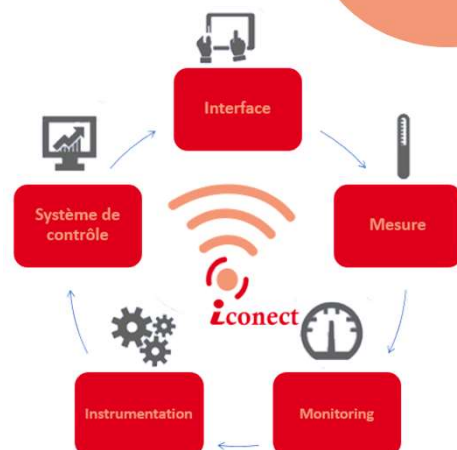 Interface
Mesure
Monitoring
Instrumentation
Système de
contrôle
iconect